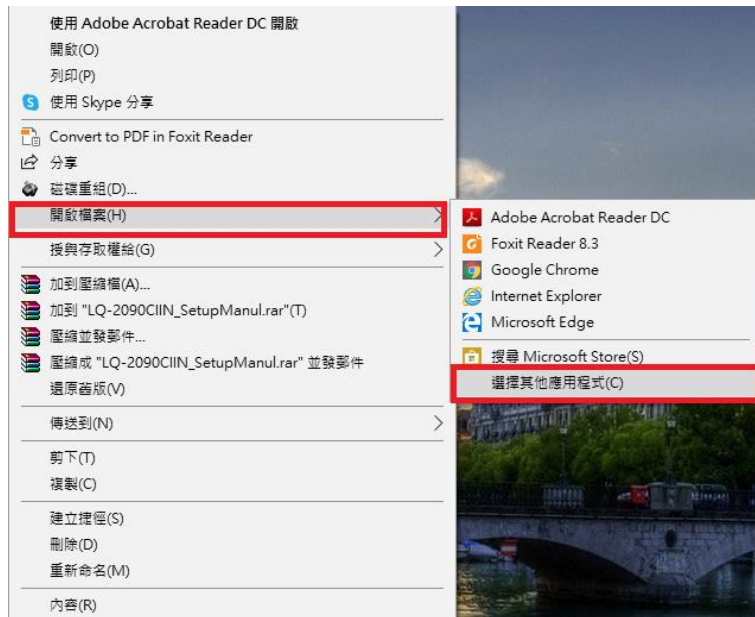 使用 Adobe Acrobat Reader DC 開啟
開啟(O)
列印(P)
使用 Skype 分享
Convert to PDF in Foxit Reader
分享
磁碟重組(D)...
開啟檔案(H)
授與存取權給(G)
加到壓縮檔(A)...
加到 "LQ-2090CIIN_SetupManul.rar"(T)
壓縮並發郵件...
壓縮成 "LQ-2090CIIN_SetupManul.rar" 並發郵件
還原舊版(V)
傳送到(N)
剪下(T)
複製(C)
建立捷徑(S)
刪除(D)
重新命名(M)
內容(R)
Adobe Acrobat Reader DC
Foxit Reader 8.3
Google Chrome
Internet Explorer
Microsoft Edge
搜尋 Microsoft Store(S)
選擇其他應用程式(C)